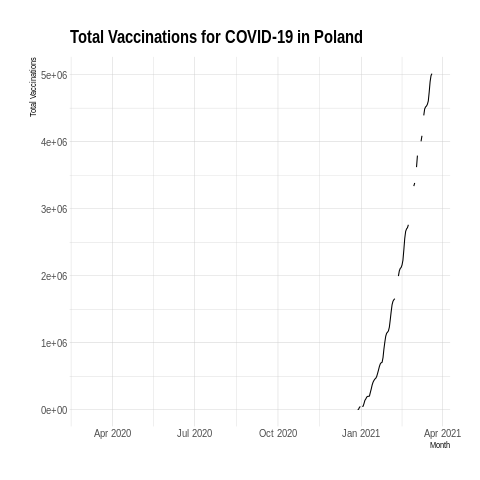 Total Vaccinations for COVID-19 in Poland
Total Vaccinations
5e+06
4e+06
3e+06
2e+06
1e+06
0e+00
Apr 2020 Jul 2020 Oct 2020 Jan 2021 Apr 2021
Month